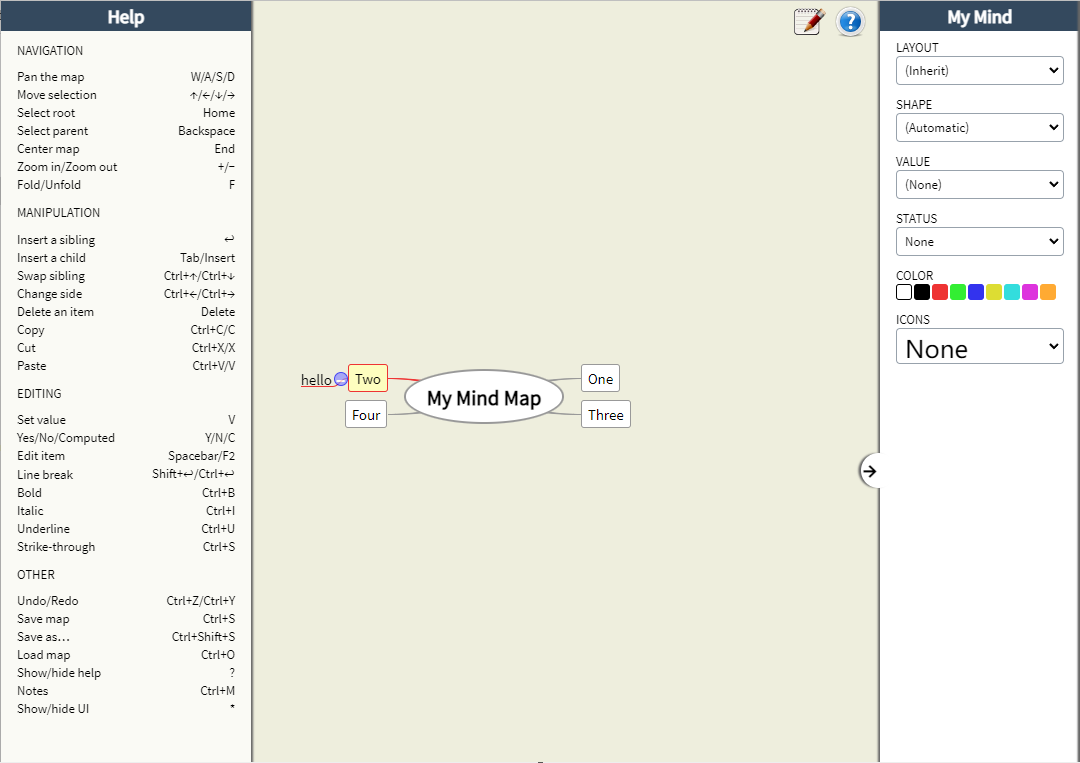 Help
NAVIGATION
Pan the map W/A/S/D
Move selection ↑/←/↓/→
Select root Home
Select parent Backspace
Center map End
Zoom in/Zoom out +/−
Fold/Unfold F
MANIPULATION
Insert a sibling ↩
Insert a child Tab/Insert
Swap sibling Ctrl+↑/Ctrl+↓
Change side Ctrl+←/Ctrl+→
Delete an item Delete
Copy Ctrl+C/C
Cut Ctrl+X/X
Paste Ctrl+V/V
EDITING
Set value V
Yes/No/Computed Y/N/C
Edit item Spacebar/F2
Line break Shift+↩/Ctrl+↩
Bold Ctrl+B
Italic Ctrl+I
Underline Ctrl+U
Strike-through Ctrl+S
OTHER
Undo/Redo Ctrl+Z/Ctrl+Y
Save map Ctrl+S
Save as… Ctrl+Shift+S
Load map Ctrl+O
Show/hide help ?
Notes Ctrl+M
Show/hide UI *
hello Two
Four
My Mind Map
One
Three
My Mind
LAYOUT
(Inherit)
SHAPE
(Automatic)
VALUE
(None)
STATUS
None
COLOR
ICONS
None